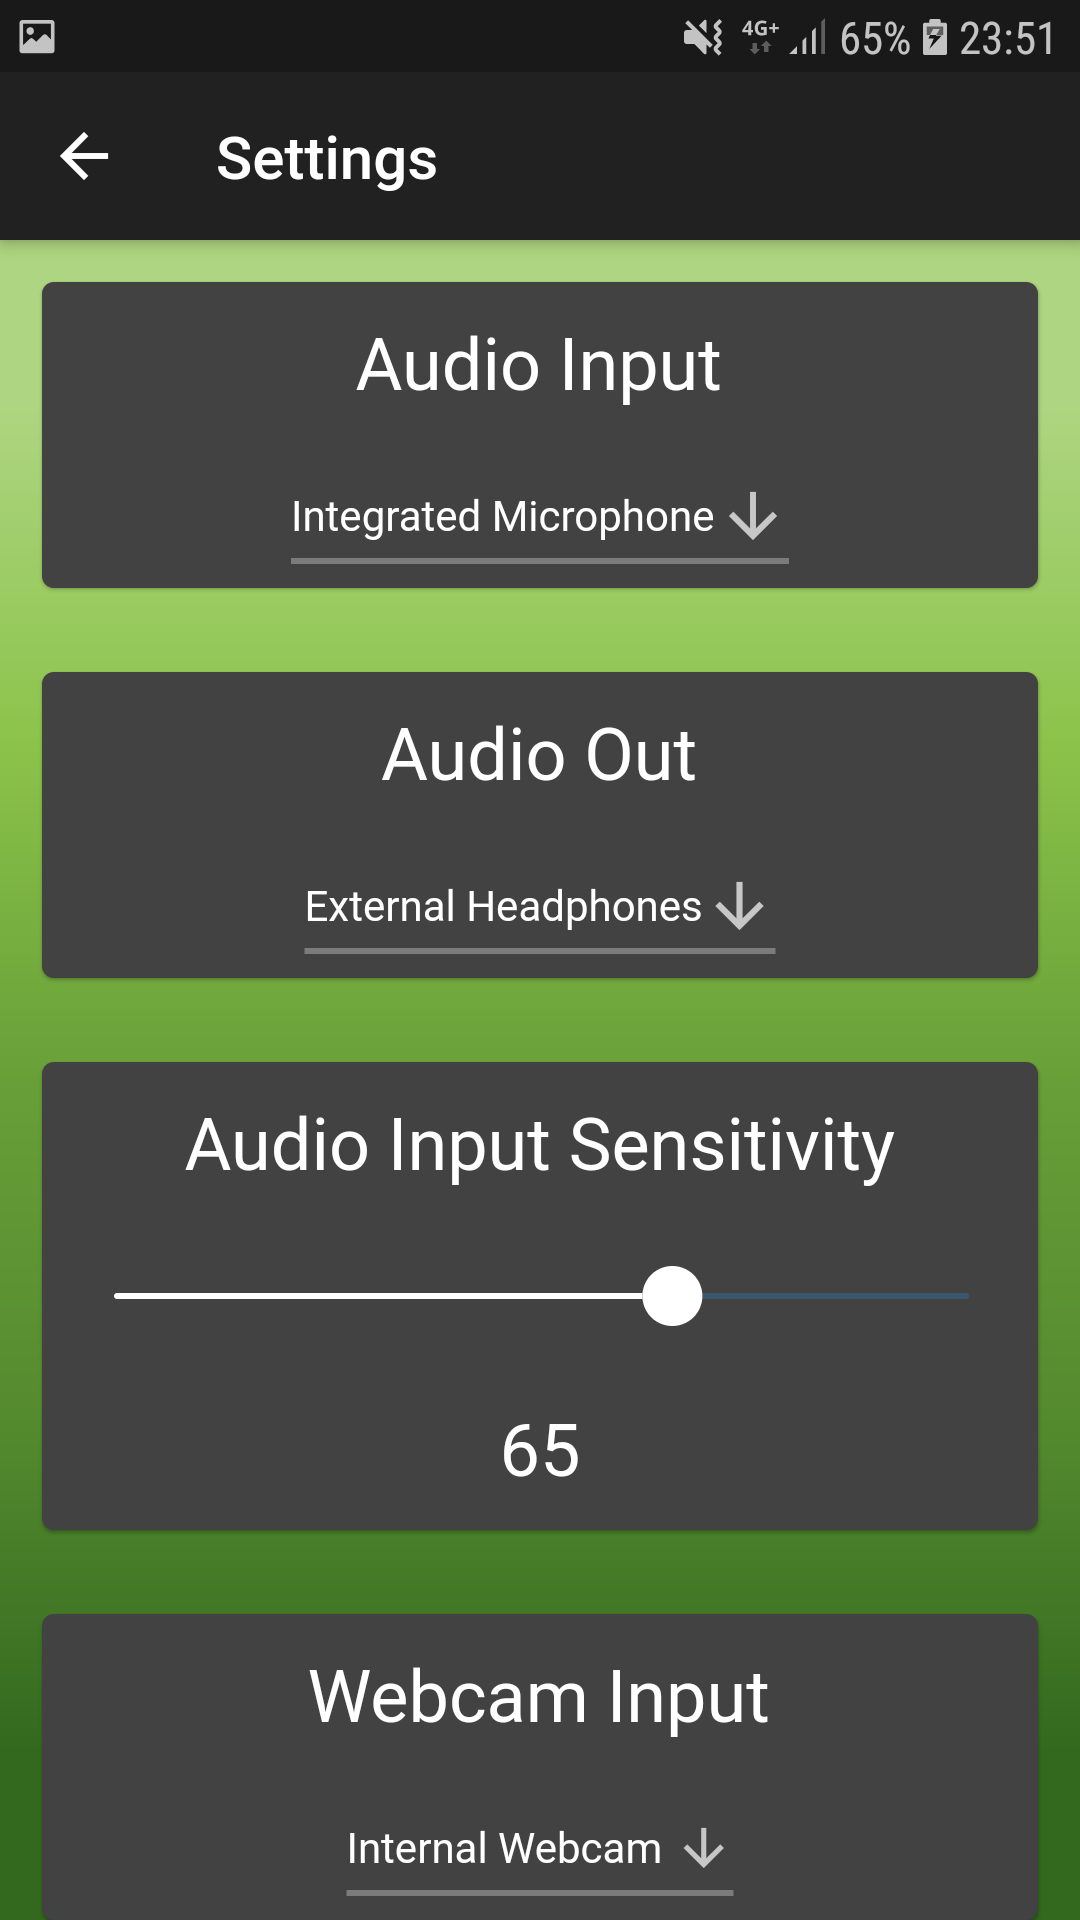 4G+ 65% 23:51
Settings
Audio Input
Integrated Microphone
Audio Out
External Headphones
Audio Input Sensitivity
65
Webcam Input
Internal Webcam